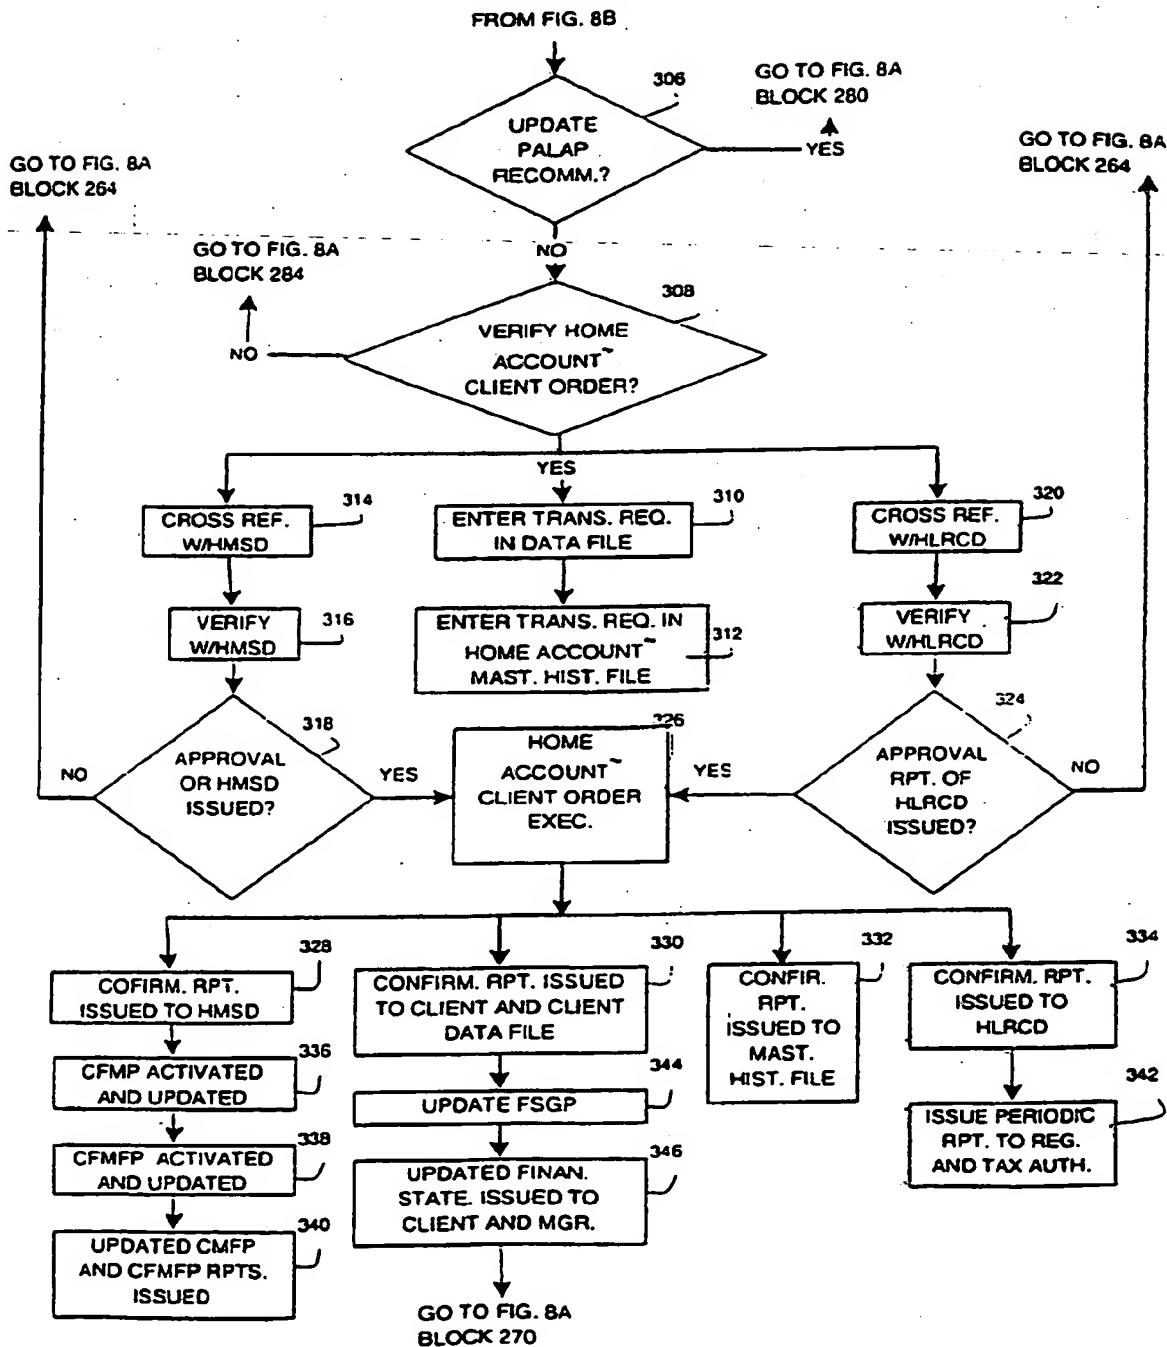 FROM FIG. 8B
306
GO TO FIG. 8A
BLOCK 280
UPDATE
PALAP
RECOMM.?
YES
GO TO FIG. 8A
BLOCK 264
GO TO FIG. 8A
BLOCK 264
NO
GO TO FIG. 8A
BLOCK 284
308
VERIFY HOME
ACCOUNT~
CLIENT ORDER?
NO
YES
314
CROSS REF.
W/HMSD
310
ENTER TRANS. REQ.
IN DATA FILE
320
CROSS REF.
W/HLRCD
316
VERIFY
W/HMSD
312
ENTER TRANS. REQ. IN
HOME ACCOUNT~
MAST. HIST. FILE
322
VERIFY
W/HLRCD
318
APPROVAL
OR HMSD
ISSUED?
NO
YES
326
HOME
ACCOUNT~
CLIENT ORDER
EXEC.
324
APPROVAL
RPT. OF
HLRCD
ISSUED?
YES
NO
328
COFIRM. RPT.
ISSUED TO HMSD
330
CONFIRM. RPT. ISSUED
TO CLIENT AND CLIENT
DATA FILE
332
CONFIR.
RPT.
ISSUED TO
MAST.
HIST. FILE
334
CONFIRM. RPT.
ISSUED TO
HLRCD
336
CFMP ACTIVATED
AND UPDATED
344
UPDATE FSGP
342
ISSUE PERIODIC
RPT. TO REG.
AND TAX AUTH.
338
CFMFP ACTIVATED
AND UPDATED
346
UPDATED FINAN.
STATE. ISSUED TO
CLIENT AND MGR.
340
UPDATED CMFP
AND CFMFP RPTS.
ISSUED
GO TO FIG. 8A
BLOCK 270